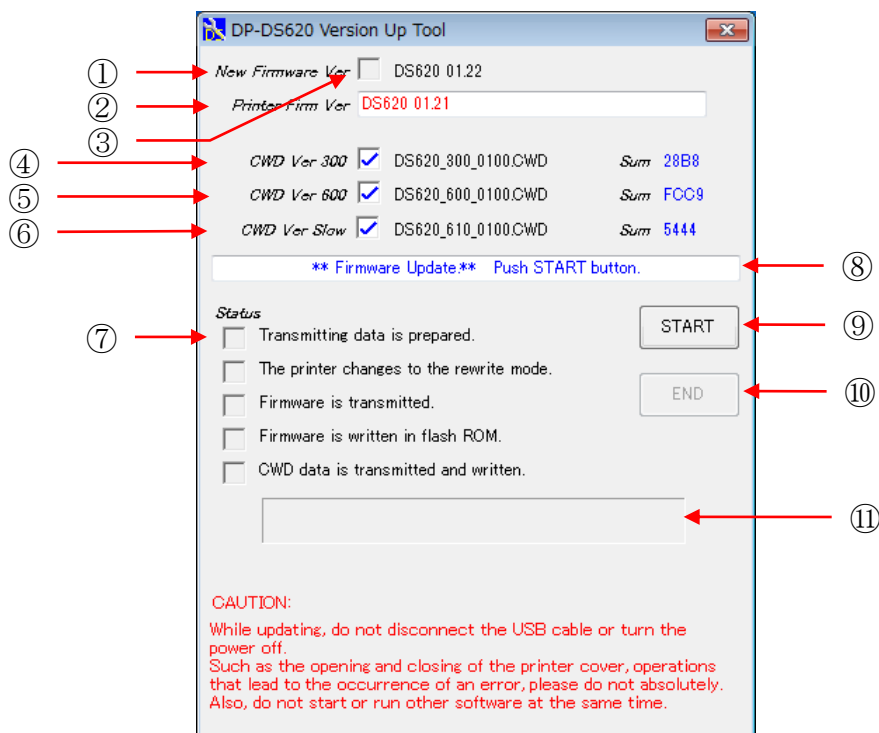 DP-DS620 Version Up Tool
① New Firmware Ver DS620 01.22
② Printer Firm Ver DS620 01.21
③
④ CWD Ver 300 DS620_300_0100.CWD Sum 28B8
⑤ CWD Ver 600 DS620_600_0100.CWD Sum FCC9
⑥ CWD Ver Slow DS620_610_0100.CWD Sum 5444
** Firmware Update** Push START button. ⑧
Status
⑦ Transmitting data is prepared. START ⑨
The printer changes to the rewrite mode.
END ⑩
Firmware is transmitted.
Firmware is written in flash ROM.
CWD data is transmitted and written.
⑪
CAUTION:
While updating, do not disconnect the USB cable or turn the
power off.
Such as the opening and closing of the printer cover, operations
that lead to the occurrence of an error, please do not absolutely.
Also, do not start or run other software at the same time.